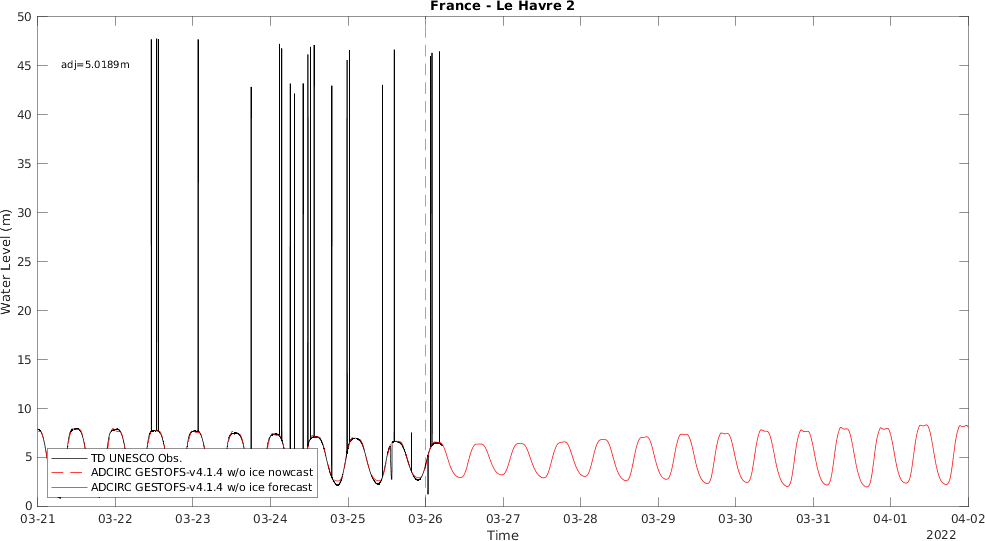 France - Le Havre 2
50
45
40
35
30
25
20
15
10
5
0
Water Level (m)
adj=5.0189m
TD UNESCO Obs.
ADCIRC GESTOFS-v4.1.4 w/o ice nowcast
ADCIRC GESTOFS-v4.1.4 w/o ice forecast
03-21 03-22 03-23 03-24 03-25 03-26 03-27 03-28 03-29 03-30 03-31 04-01 04-02
Time
2022